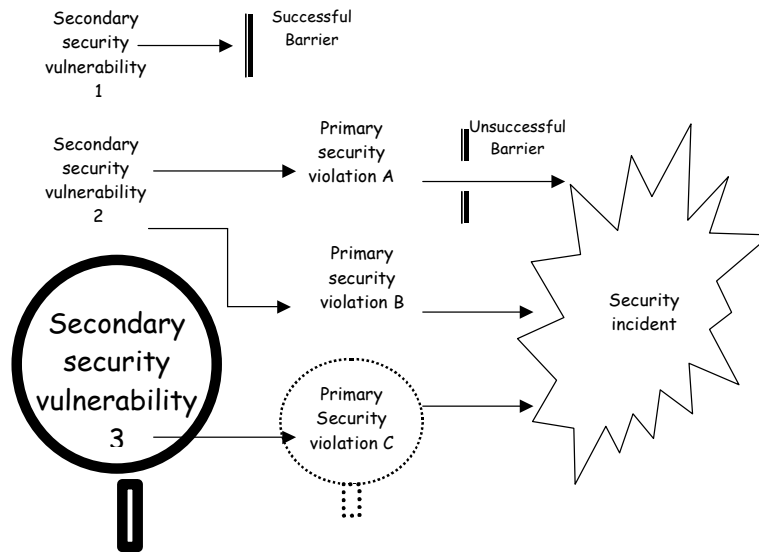 Secondary
security
vulnerability
1
Successful
Barrier
Secondary
security
vulnerability
2
Primary
security
violation A
Unsuccessful
Barrier
Primary
security
violation B
Security
incident
Secondary
security
vulnerability
3
Primary
Security
violation C